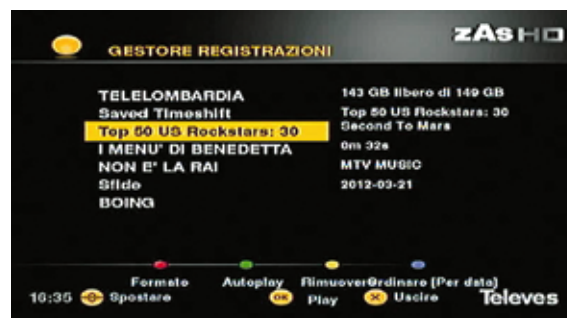 zAs HD
GESTORE REGISTRAZIONI
TELELOMBARDIA
Saved Timeshift
Top 50 US Rockstars: 30
I MENU' DI BENEDETTA
NON E' LA RAI
Sfide
BOING
143 GB libero di 149 GB
Top 50 US Rockstars: 30
Second To Mars
0m 32s
MTV MUSIC
2012-03-21
Formato Autoplay Rimuovere Ordinare (Per data)
16:35 Spostare OK Play X Uscire Televes